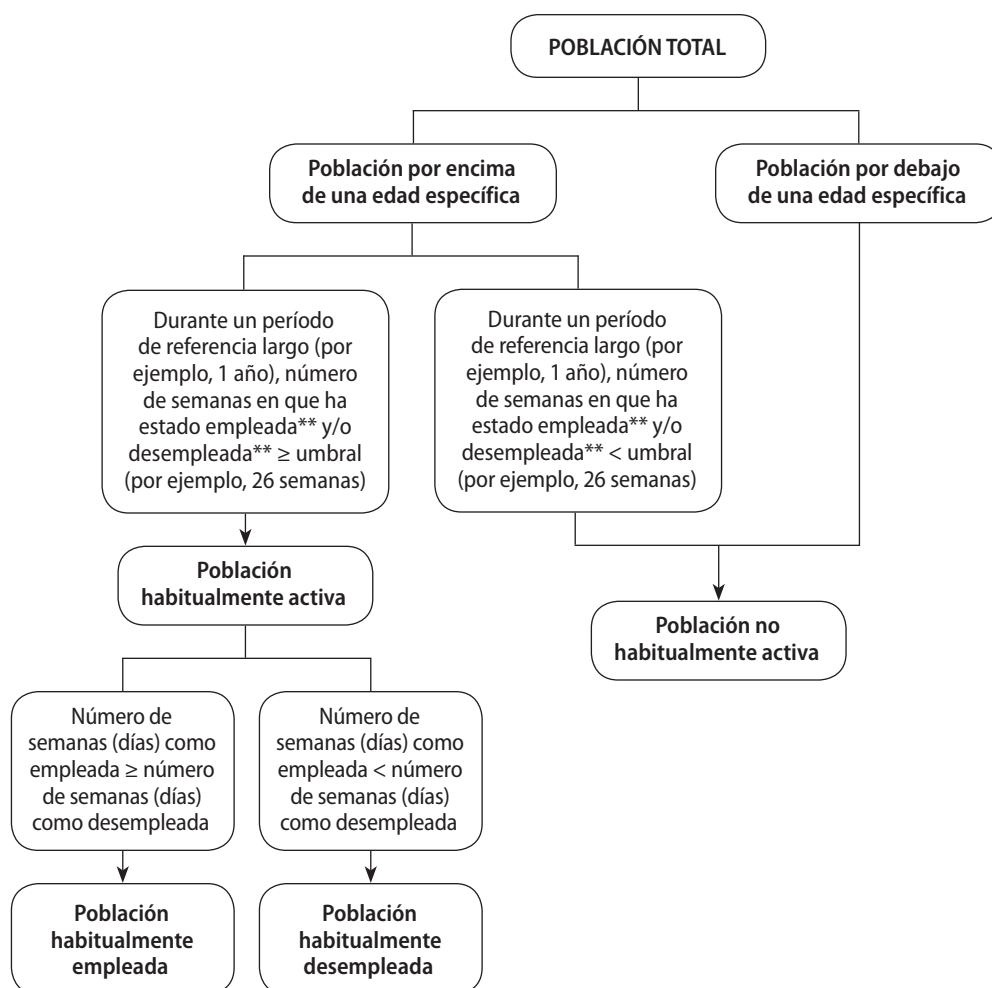 POBLACIÓN TOTAL
Población por encima
de una edad específica
Población por debajo
de una edad específica
Durante un período
de referencia largo (por
ejemplo, 1 año), número
de semanas en que ha
estado empleada** y/o
desempleada** ≥ umbral
(por ejemplo, 26 semanas)
Durante un período
de referencia largo (por
ejemplo, 1 año), número
de semanas en que ha
estado empleada** y/o
desempleada** < umbral
(por ejemplo, 26 semanas)
Población
habitualmente activa
Población no
habitualmente activa
Número de
semanas (días) como
empleada ≥ número
de semanas (días)
como desempleada
Número de
semanas (días) como
empleada < número
de semanas (días)
como desempleada
Población
habitualmente
empleada
Población
habitualmente
desempleada